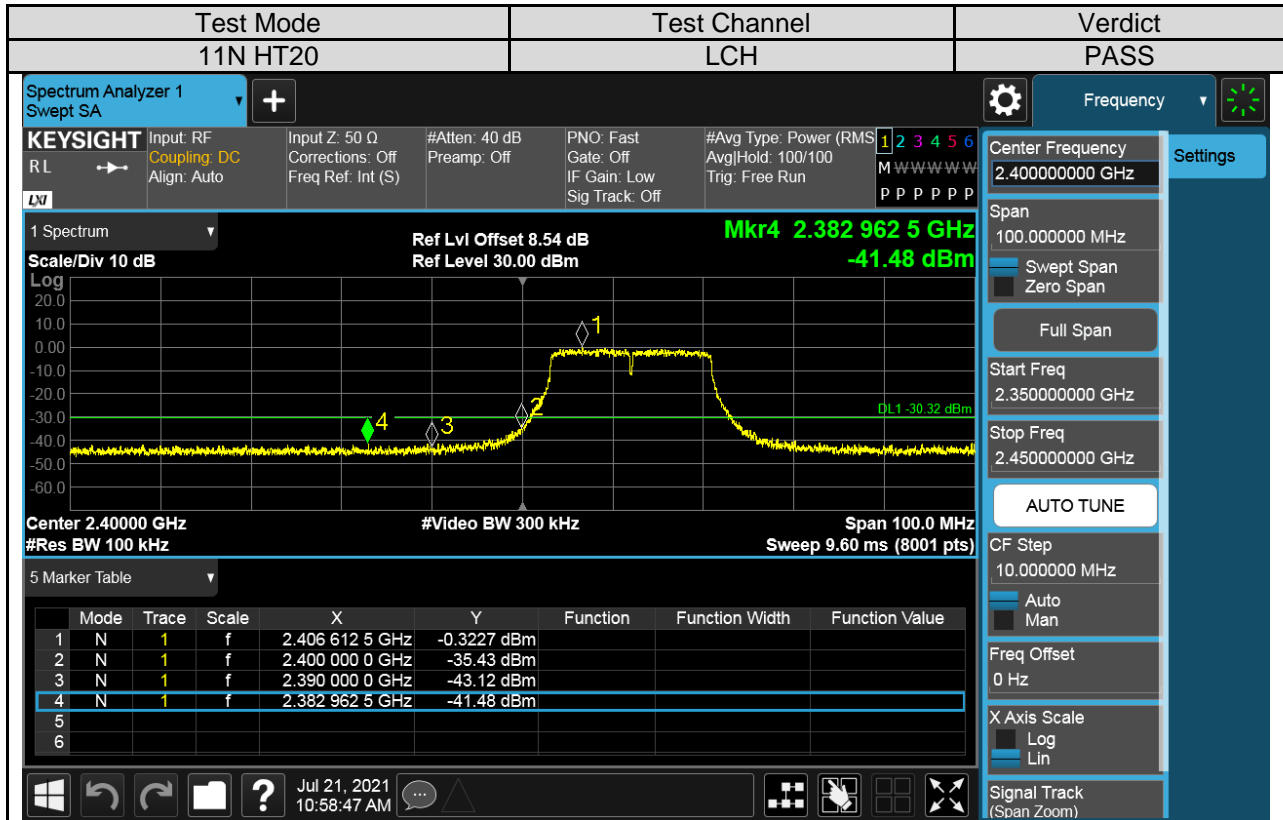 Test Mode Test Channel Verdict
11N HT20 LCH PASS
Spectrum Analyzer 1
Swept SA
+
Frequency
KEYSIGHT
RL
LXI
Input: RF
Coupling: DC
Align: Auto
Input Z: 50 Ω
Corrections: Off
Freq Ref: Int (S)
#Atten: 40 dB
Preamp: Off
PNO: Fast
Gate: Off
IF Gain: Low
Sig Track: Off
#Avg Type: Power (RMS
Avg|Hold: 100/100
Trig: Free Run
1 2 3 4 5 6
M W W W W W
P P P P P P
1 Spectrum
Ref Lvl Offset 8.54 dB
Mkr4 2.382 962 5 GHz
Scale/Div 10 dB
Ref Level 30.00 dBm
-41.48 dBm
Log
20.0
10.0
0.00
-10.0
-20.0
-30.0
-40.0
-50.0
-60.0
1
2
3
4
DL1 -30.32 dBm
Center 2.40000 GHz
#Video BW 300 kHz
Span 100.0 MHz
#Res BW 100 kHz
Sweep 9.60 ms (8001 pts)
5 Marker Table
Mode Trace Scale X Y Function Function Width Function Value
1 N 1 f 2.406 612 5 GHz -0.3227 dBm
2 N 1 f 2.400 000 0 GHz -35.43 dBm
3 N 1 f 2.390 000 0 GHz -43.12 dBm
4 N 1 f 2.382 962 5 GHz -41.48 dBm
5
6
?
Jul 21, 2021
10:58:47 AM
Center Frequency
2.400000000 GHz
Settings
Span
100.000000 MHz
Swept Span
Zero Span
Full Span
Start Freq
2.350000000 GHz
Stop Freq
2.450000000 GHz
AUTO TUNE
CF Step
10.000000 MHz
Auto
Man
Freq Offset
0 Hz
X Axis Scale
Log
Lin
Signal Track
(Span Zoom)